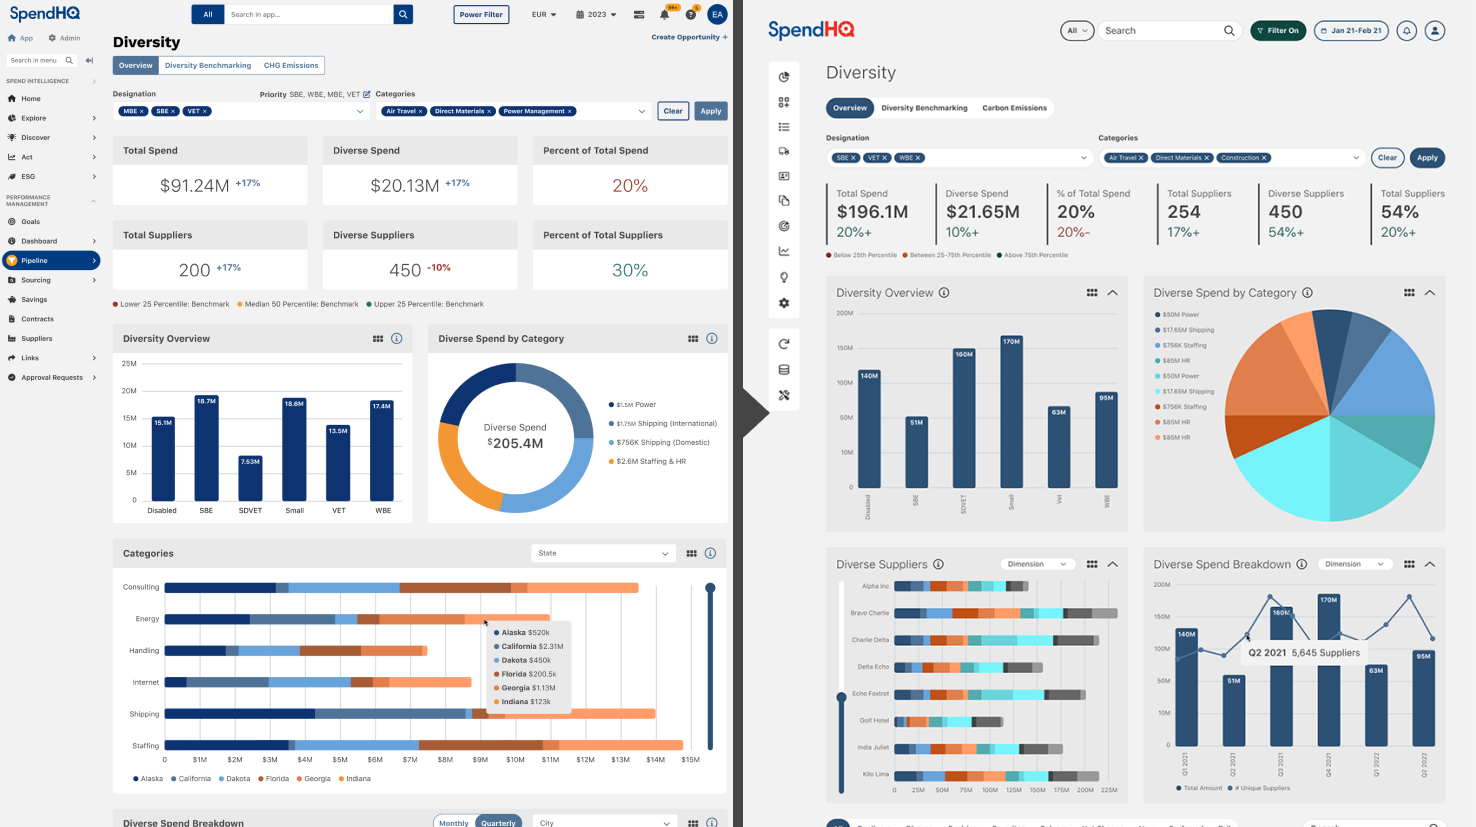 SpendHQ
All
Search in app...
Power Filter
EUR
2023
99+
5
?
EA
App
Admin
Search in menu
SPEND INTELLIGENCE
Home
Explore
Discover
Act
ESG
PERFORMANCE
MANAGEMENT
Goals
Dashboard
Pipeline
Sourcing
Savings
Contracts
Suppliers
Links
Approval Requests
Diversity
Create Opportunity +
Overview
Diversity Benchmarking
CHG Emissions
Designation
Priority SBE, WBE, MBE, VET
Categories
MBE ×
SBE ×
VET ×
Air Travel ×
Direct Materials ×
Power Management ×
Clear
Apply
Total Spend
$91.24M +17%
Diverse Spend
$20.13M +17%
Percent of Total Spend
20%
Total Suppliers
200 +17%
Diverse Suppliers
450 -10%
Percent of Total Suppliers
30%
Lower 25 Percentile: Benchmark
Median 50 Percentile: Benchmark
Upper 25 Percentile: Benchmark
Diversity Overview
25M
20M
15M
10M
5M
0
15.1M
18.7M
7.53M
18.6M
13.5M
17.4M
Disabled
SBE
SDVET
Small
VET
WBE
Diverse Spend by Category
Diverse Spend
$205.4M
$1.5M Power
$1.75M Shipping (International)
$756K Shipping (Domestic)
$2.6M Staffing & HR
Categories
State
Consulting
Energy
Handling
Internet
Shipping
Staffing
Alaska $520k
California $2.31M
Dakota $450k
Florida $200.5k
Georgia $1.13M
Indiana $123k
0
$1M
$2M
$3M
$4M
$5M
$6M
$7M
$8M
$9M
$10M
$11M
$12M
$13M
$14M
$15M
Alaska
California
Dakota
Florida
Georgia
Indiana
Diverse Spend Breakdown
Monthly
Quarterly
City
SpendHQ
All
Search
Filter On
Jan 21-Feb 21
Diversity
Overview
Diversity Benchmarking
Carbon Emissions
Designation
Categories
SBE ×
VET ×
WBE ×
Air Travel ×
Direct Materials ×
Construction ×
Clear
Apply
Total Spend
$196.1M
20%+
Diverse Spend
$21.65M
10%+
% of Total Spend
20%
20%-
Total Suppliers
254
17%+
Diverse Suppliers
450
54%+
Total Suppliers
54%
20%+
Below 25th Percentile
Between 25-75th Percentile
Above 75th Percentile
Diversity Overview
200M
150M
100M
50M
10M
0
140M
51M
160M
170M
63M
95M
Disabled
SBE
SDVET
Small
Vet
WBE
Diverse Spend by Category
$50M Power
$17.65M Shipping
$756K Staffing
$85M HR
$50M Power
$17.65M Shipping
$756K Staffing
$85M HR
$85M HR
Diverse Suppliers
Dimension
Alpha Inc
Bravo Charlie
Charlie Delta
Delta Echo
Echo Foxtrot
Golf Hotel
India Juliet
Kilo Lima
0
25M
50M
75M
100M
125M
150M
175M
200M
225M
Diverse Spend Breakdown
Dimension
200M
150M
100M
50M
10M
0
140M
51M
160M
170M
63M
95M
Q2 2021 5,645 Suppliers
Q1 2021
Q2 2021
Q3 2021
Q4 2021
Q1 2022
Q2 2022
Total Amount
# Unique Suppliers